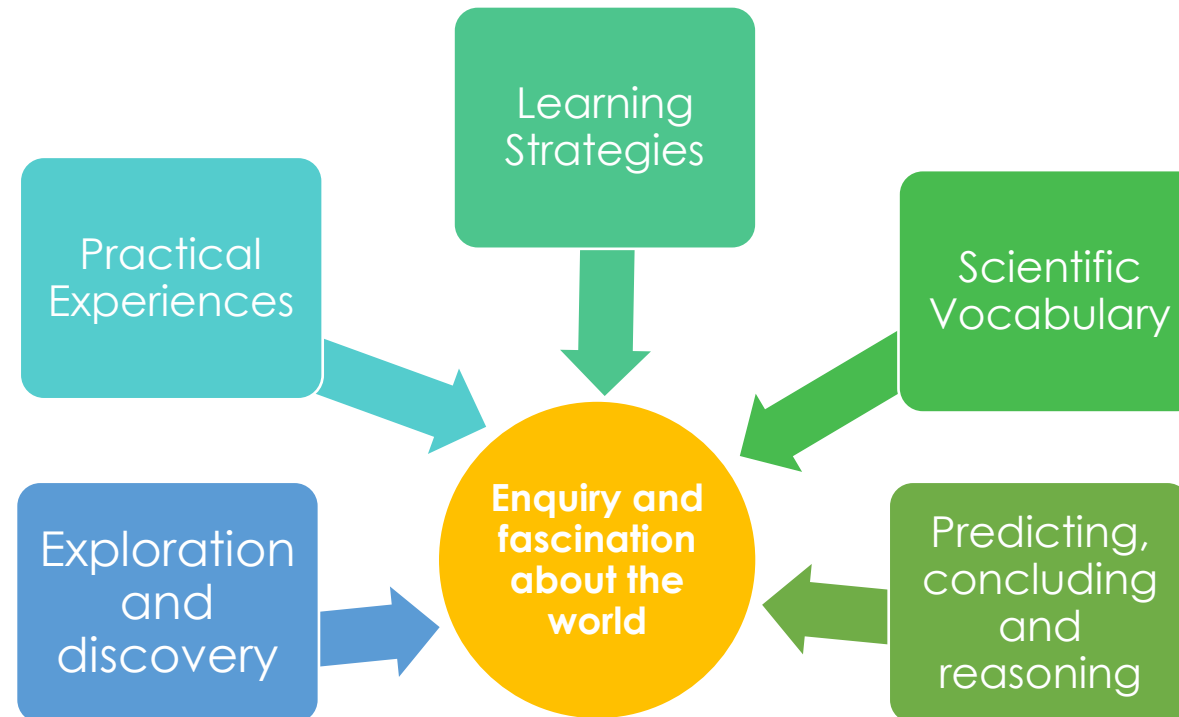 Learning
Strategies
Practical
Experiences
Scientific
Vocabulary
Exploration
and
discovery
Enquiry and
fascination
about the
world
Predicting,
concluding
and
reasoning